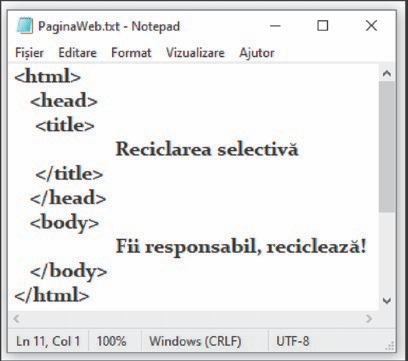 PaginaWeb.txt - Notepad
Fișier Editare Format Vizualizare Ajutor
<html>
<head>
<title>
Reciclarea selectivă
</title>
</head>
<body>
Fii responsabil, reciclează!
</body>
</html>
Ln 11, Col 1 100% Windows (CRLF) UTF-8